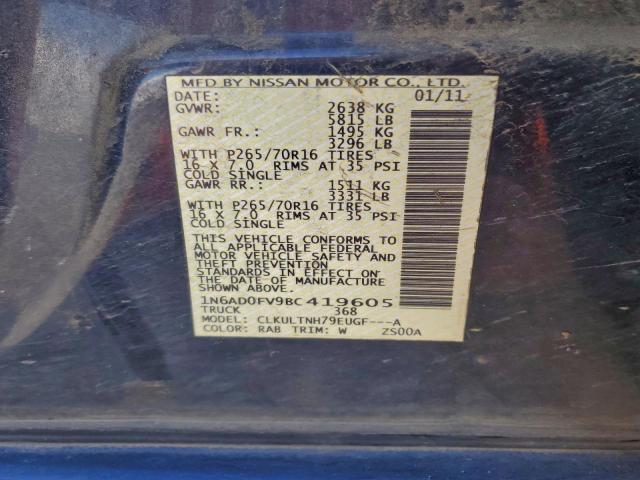 MFD BY NISSAN MOTOR CO., LTD.
DATE: 01/11
GVWR: 2638 KG
5815 LB
GAWR FR.: 1495 KG
3296 LB
WITH P265/70R16 TIRES
16 X 7.0 RIMS AT 35 PSI
COLD SINGLE
GAWR RR.: 1511 KG
3331 LB
WITH P265/70R16 TIRES
16 X 7.0 RIMS AT 35 PSI
COLD SINGLE
THIS VEHICLE CONFORMS TO
ALL APPLICABLE FEDERAL
MOTOR VEHICLE SAFETY AND
THEFT PREVENTION
STANDARDS IN EFFECT ON
THE DATE OF MANUFACTURE
SHOWN ABOVE.
1N6AD0FV9BC419605
TRUCK 368
MODEL: CLKULTNH79EUGF---A
COLOR: RAB TRIM: W ZS00A